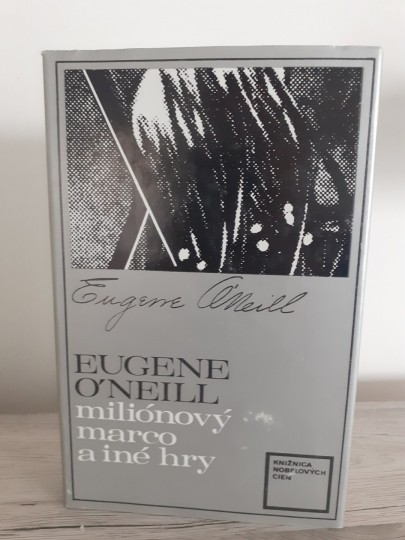 Eugene O'Neill
EUGENE
O'NEILL
miliónový
marco
a iné hry
KNIŽNICA
NOBELOVÝCH
CIEN